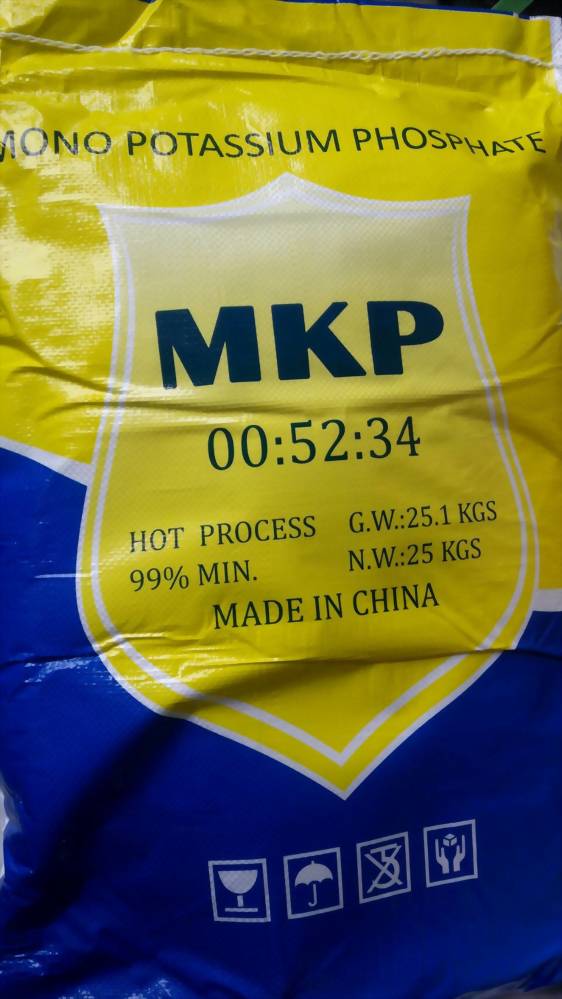 MONO POTASSIUM PHOSPHATE
MKP
00:52:34
HOT PROCESS G.W.:25.1 KGS
99% MIN. N.W.:25 KGS
MADE IN CHINA